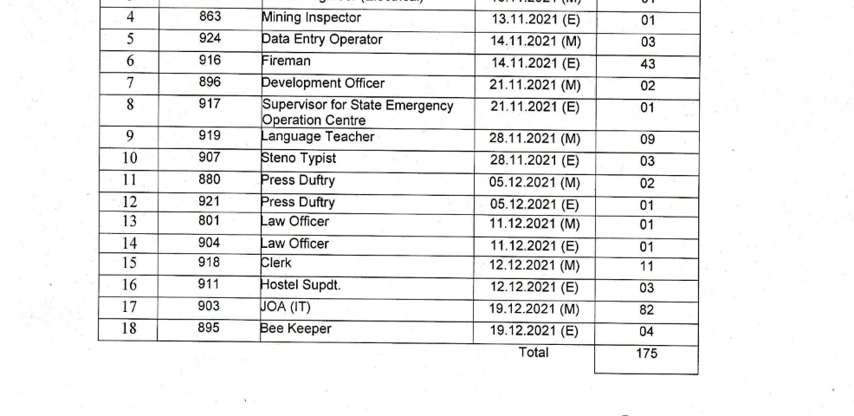 4 863 Mining Inspector 13.11.2021 (E) 01
5 924 Data Entry Operator 14.11.2021 (M) 03
6 916 Fireman 14.11.2021 (E) 43
7 896 Development Officer 21.11.2021 (M) 02
8 917 Supervisor for State Emergency 21.11.2021 (E) 01
Operation Centre
9 919 Language Teacher 28.11.2021 (M) 09
10 907 Steno Typist 28.11.2021 (E) 03
11 880 Press Duftry 05.12.2021 (M) 02
12 921 Press Duftry 05.12.2021 (E) 01
13 801 Law Officer 11.12.2021 (M) 01
14 904 Law Officer 11.12.2021 (E) 01
15 918 Clerk 12.12.2021 (M) 11
16 911 Hostel Supdt. 12.12.2021 (E) 03
17 903 JOA (IT) 19.12.2021 (M) 82
18 895 Bee Keeper 19.12.2021 (E) 04
Total 175